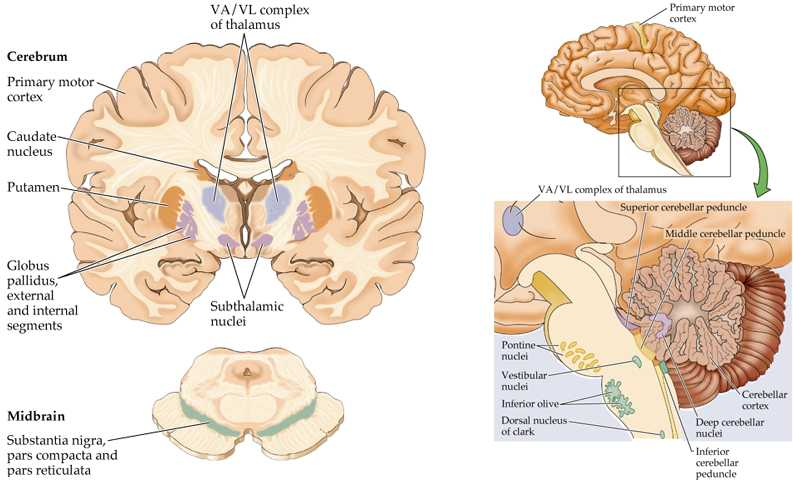 VA/VL complex
of thalamus
Cerebrum
Primary motor
cortex
Caudate
nucleus
Putamen
Globus
pallidus,
external
and internal
segments
Subthalamic
nuclei
Midbrain
Substantia nigra,
pars compacta and
pars reticulata
Primary motor
cortex
VA/VL complex of thalamus
Superior cerebellar peduncle
Middle cerebellar peduncle
Pontine
nuclei
Vestibular
nuclei
Inferior olive
Dorsal nucleus
of clark
Cerebellar
cortex
Deep cerebellar
nuclei
Inferior
cerebellar
peduncle